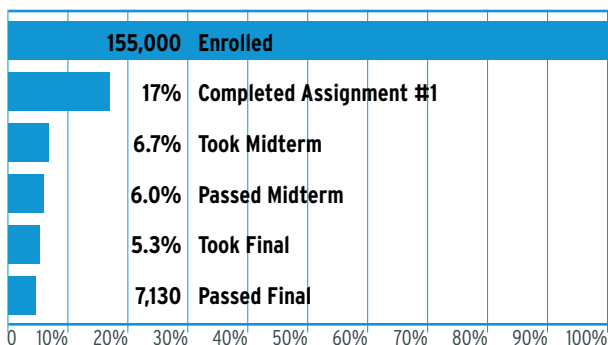 155,000 Enrolled
17% Completed Assignment #1
6.7% Took Midterm
6.0% Passed Midterm
5.3% Took Final
7,130 Passed Final
0 10% 20% 30% 40% 50% 60% 70% 80% 90% 100%